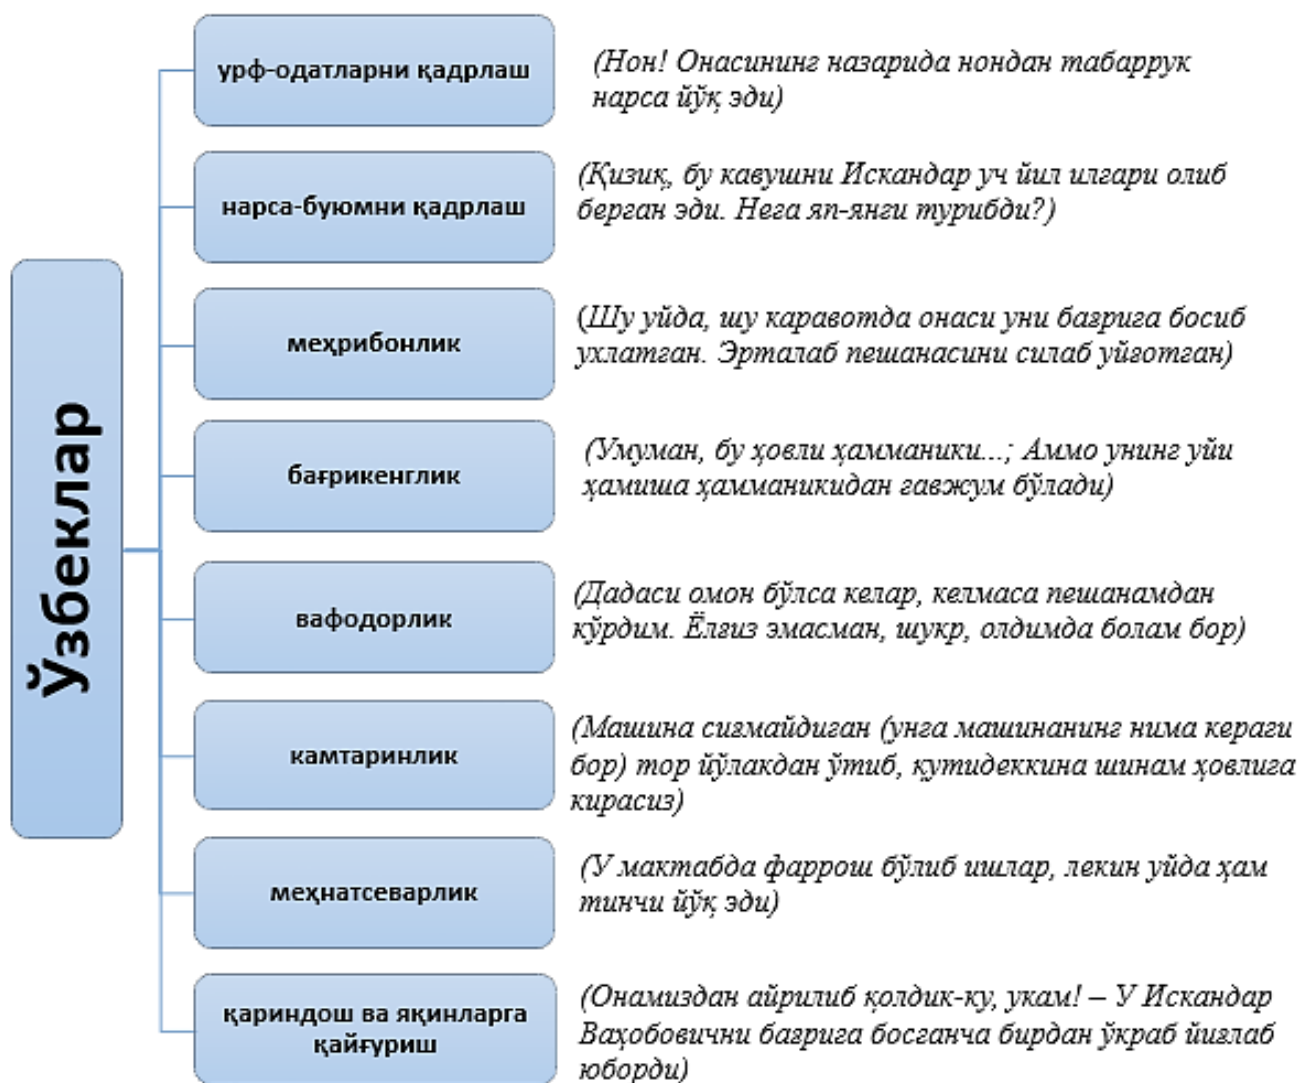 Ўзбеклар
урф-одатларни қадрлаш
(Нон! Онасининг назарида нондан табаррук
нарса йўқ эди)
нарса-буюмни қадрлаш
(Қизиқ, бу кавушни Искандар уч йил илгари олиб
берган эди. Нега яп-янги турибди?)
меҳрибонлик
(Шу уйда, шу каравотда онаси уни бағрига босиб
ухлатган. Эрталаб пешанасини силаб уйғотган)
бағрикенглик
(Умуман, бу ҳовли ҳамманики...; Аммо унинг уйи
ҳамиша ҳамманикидан гавжум бўлади)
вафодорлик
(Дадаси омон бўлса келар, келмаса пешанамдан
кўрдим. Ёлғиз эмасман, шукр, олдимда болам бор)
камтаринлик
(Машина сиғмайдиган (унга машинанинг нима кераги
бор) тор йўлакдан ўтиб, қутидеккина шинам ҳовлига
кирасиз)
меҳнатсеварлик
(У мактабда фаррош бўлиб ишлар, лекин уйда ҳам
тинчи йўқ эди)
қариндош ва яқинларга
қайғуриш
(Онамиздан айрилиб қолдик-ку, укам! – У Искандар
Ваҳобовични бағрига босганча бирдан ўкраб йиғлаб
юборди)